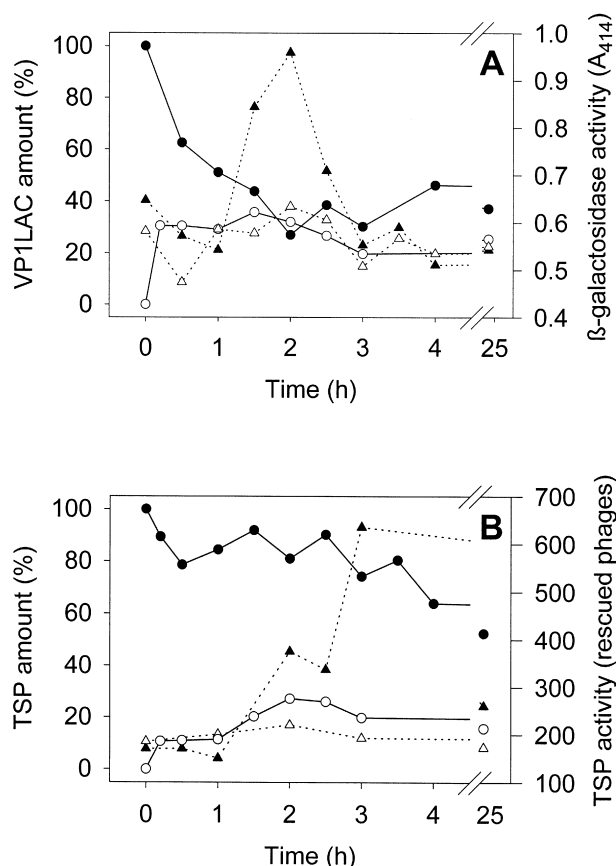 A
VP1LAC amount (%)
100
80
60
40
20
0
1.0
0.9
0.8
0.7
0.6
0.5
0.4
ß-galactosidase activity (A414)
0 1 2 3 4 25
Time (h)
B
TSP amount (%)
100
80
60
40
20
0
700
600
500
400
300
200
100
TSP activity (rescued phages)
0 1 2 3 4 25
Time (h)